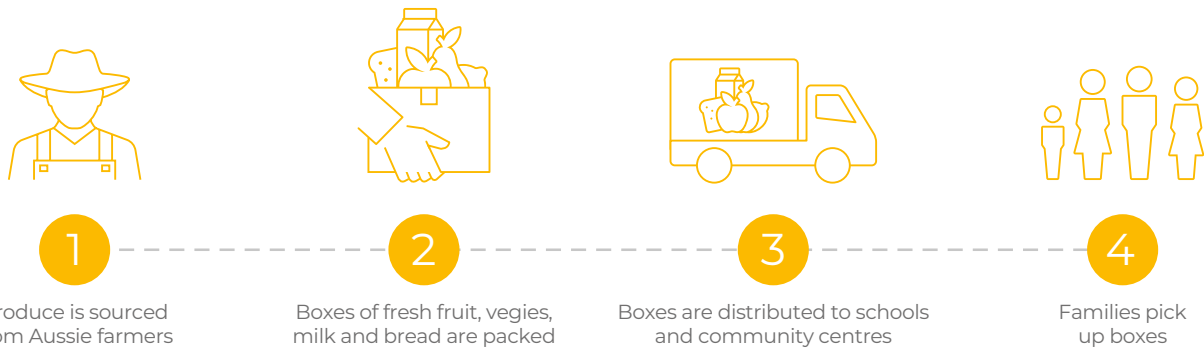 1
2
3
4
roduce is sourced
om Aussie farmers
Boxes of fresh fruit, vegies,
milk and bread are packed
Boxes are distributed to schools
and community centres
Families pick
up boxes